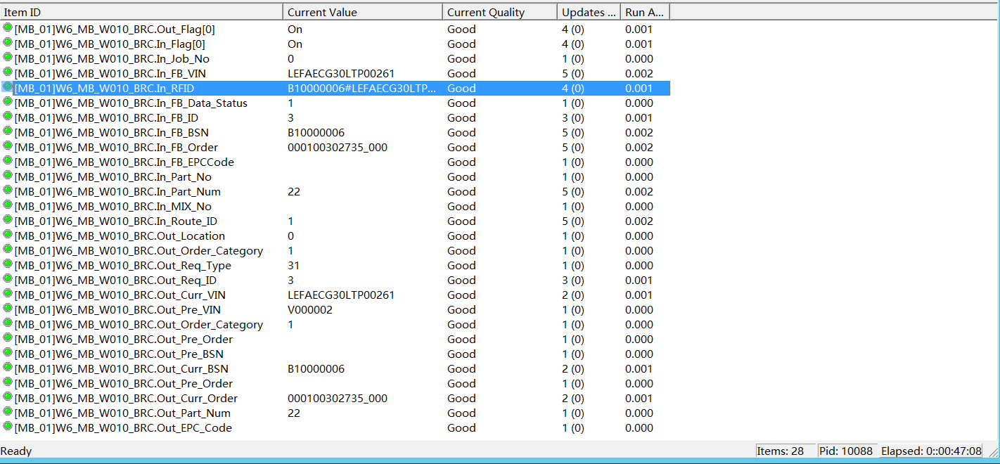 Item ID Current Value Current Quality Updates ... Run A...
[MB_01]W6_MB_W010_BRC.Out_Flag[0] On Good 4 (0) 0.001
[MB_01]W6_MB_W010_BRC.In_Flag[0] On Good 4 (0) 0.001
[MB_01]W6_MB_W010_BRC.In_Job_No 0 Good 1 (0) 0.000
[MB_01]W6_MB_W010_BRC.In_FB_VIN LEFAECG30LTP00261 Good 5 (0) 0.002
[MB_01]W6_MB_W010_BRC.In_RFID B10000006#LEFAECG30LTP... Good 4 (0) 0.001
[MB_01]W6_MB_W010_BRC.In_FB_Data_Status 1 Good 1 (0) 0.000
[MB_01]W6_MB_W010_BRC.In_FB_ID 3 Good 3 (0) 0.001
[MB_01]W6_MB_W010_BRC.In_FB_BSN B10000006 Good 5 (0) 0.002
[MB_01]W6_MB_W010_BRC.In_FB_Order 000100302735_000 Good 5 (0) 0.002
[MB_01]W6_MB_W010_BRC.In_FB_EPCCode Good 1 (0) 0.000
[MB_01]W6_MB_W010_BRC.In_Part_No Good 1 (0) 0.000
[MB_01]W6_MB_W010_BRC.In_Part_Num 22 Good 5 (0) 0.002
[MB_01]W6_MB_W010_BRC.In_MIX_No Good 1 (0) 0.000
[MB_01]W6_MB_W010_BRC.In_Route_ID 1 Good 5 (0) 0.002
[MB_01]W6_MB_W010_BRC.Out_Location 0 Good 1 (0) 0.000
[MB_01]W6_MB_W010_BRC.Out_Order_Category 1 Good 1 (0) 0.000
[MB_01]W6_MB_W010_BRC.Out_Req_Type 31 Good 1 (0) 0.000
[MB_01]W6_MB_W010_BRC.Out_Req_ID 3 Good 3 (0) 0.001
[MB_01]W6_MB_W010_BRC.Out_Curr_VIN LEFAECG30LTP00261 Good 2 (0) 0.001
[MB_01]W6_MB_W010_BRC.Out_Pre_VIN V000002 Good 1 (0) 0.000
[MB_01]W6_MB_W010_BRC.Out_Order_Category 1 Good 1 (0) 0.000
[MB_01]W6_MB_W010_BRC.Out_Pre_Order Good 1 (0) 0.000
[MB_01]W6_MB_W010_BRC.Out_Pre_BSN Good 1 (0) 0.000
[MB_01]W6_MB_W010_BRC.Out_Curr_BSN B10000006 Good 2 (0) 0.001
[MB_01]W6_MB_W010_BRC.Out_Pre_Order Good 1 (0) 0.000
[MB_01]W6_MB_W010_BRC.Out_Curr_Order 000100302735_000 Good 2 (0) 0.001
[MB_01]W6_MB_W010_BRC.Out_Part_Num 22 Good 1 (0) 0.000
[MB_01]W6_MB_W010_BRC.Out_EPC_Code Good 1 (0) 0.000
Ready Items: 28 Pid: 10088 Elapsed: 0::00:47:08